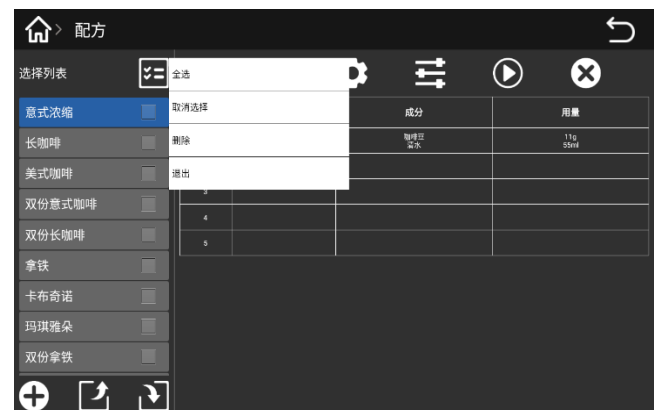 配方
选择列表
全选
取消选择
删除
退出
成分
用量
意式浓缩
长咖啡
美式咖啡
双份意式咖啡
双份长咖啡
拿铁
卡布奇诺
玛琪雅朵
双份拿铁
咖啡豆
滚水
11g
55ml
3
4
5